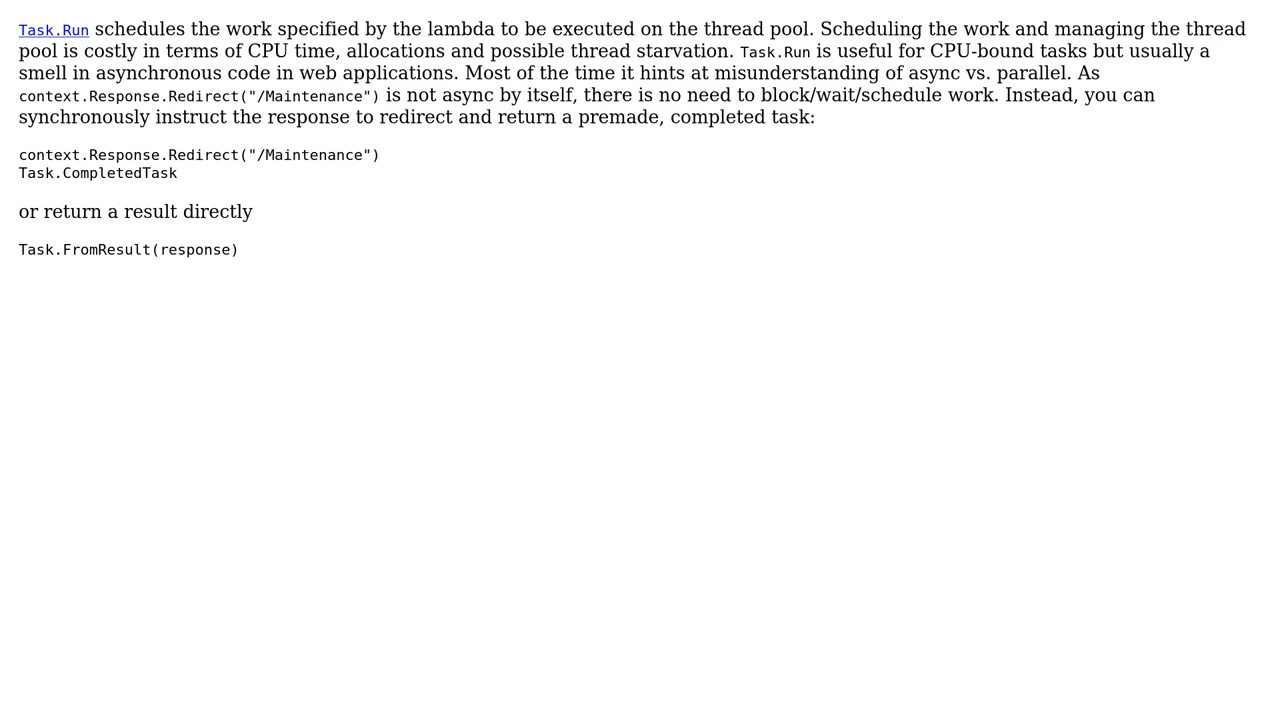 Task.Run schedules the work specified by the lambda to be executed on the thread pool. Scheduling the work and managing the thread
pool is costly in terms of CPU time, allocations and possible thread starvation. Task.Run is useful for CPU-bound tasks but usually a
smell in asynchronous code in web applications. Most of the time it hints at misunderstanding of async vs. parallel. As
context.Response.Redirect("/Maintenance") is not async by itself, there is no need to block/wait/schedule work. Instead, you can
synchronously instruct the response to redirect and return a premade, completed task:
context.Response.Redirect("/Maintenance")
Task.CompletedTask
or return a result directly
Task.FromResult(response)